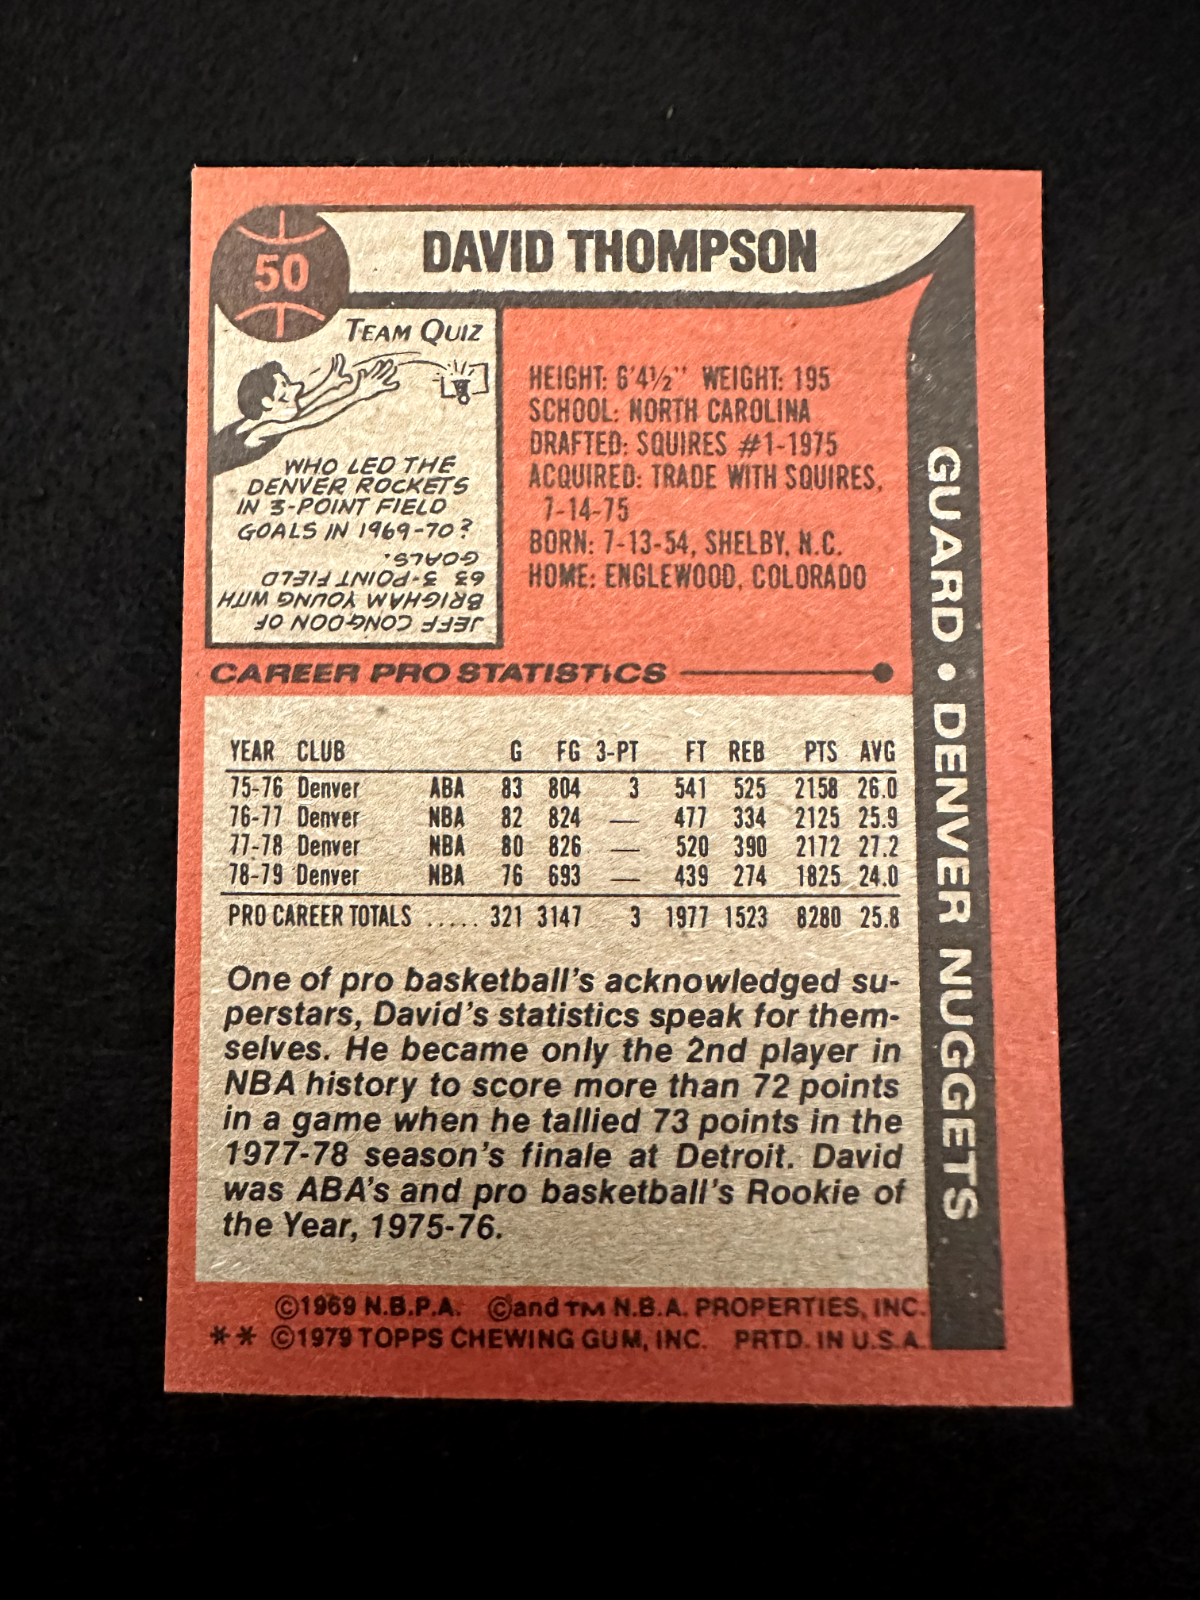 50
DAVID THOMPSON
TEAM QUIZ
WHO LED THE
DENVER ROCKETS
IN 3-POINT FIELD
GOALS IN 1969-70?
JEFF CONGDON OF
BRIGHAM YOUNG WITH
63 3-POINT FIELD
GOALS.
HEIGHT: 6'4½" WEIGHT: 195
SCHOOL: NORTH CAROLINA
DRAFTED: SQUIRES #1-1975
ACQUIRED: TRADE WITH SQUIRES,
7-14-75
BORN: 7-13-54, SHELBY, N.C.
HOME: ENGLEWOOD, COLORADO
GUARD • DENVER NUGGETS
CAREER PRO STATISTICS
YEAR CLUB G FG 3-PT FT REB PTS AVG
75-76 Denver ABA 83 804 3 541 525 2158 26.0
76-77 Denver NBA 82 824 — 477 334 2125 25.9
77-78 Denver NBA 80 826 — 520 390 2172 27.2
78-79 Denver NBA 76 693 — 439 274 1825 24.0
PRO CAREER TOTALS ..... 321 3147 3 1977 1523 8280 25.8
One of pro basketball's acknowledged su-
perstars, David's statistics speak for them-
selves. He became only the 2nd player in
NBA history to score more than 72 points
in a game when he tallied 73 points in the
1977-78 season's finale at Detroit. David
was ABA's and pro basketball's Rookie of
the Year, 1975-76.
©1969 N.B.P.A. ©and TM N.B.A. PROPERTIES, INC.
** ©1979 TOPPS CHEWING GUM, INC. PRTD. IN U.S.A.